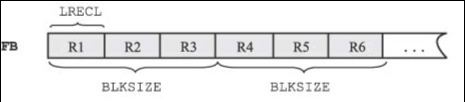 LRECL
FB R1 R2 R3 R4 R5 R6 ...
BLKSIZE BLKSIZE